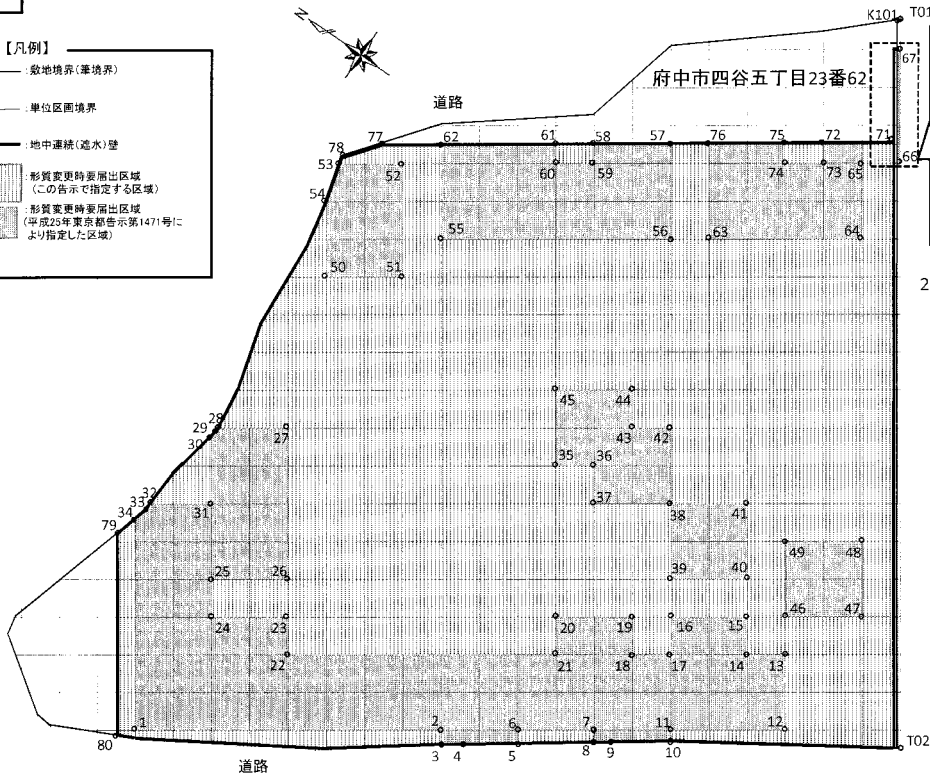 K101 T01
【凡例】
：敷地境界(筆境界)
：単位区画境界
：地中連続(遮水)壁
：形質変更時要届出区域
(この告示で指定する区域)
：形質変更時要届出区域
(平成25年東京都告示第1471号に
より指定した区域)
N
府中市四谷五丁目23番62
67
道路
78 77 62 61 58 57 76 75 72 71
53 52 60 59 74 73 65 66
54
55 56 63 64
50 51
2
45 44
28
29 27 43 42
30
35 36
32 37
33 31 38 41
34
79 49 48
25 26 39 40
24 23 20 19 16 15 46 47
22 21 18 17 14 13
1 2 6 7 11 12
80 3 4 5 8 9 10 T02
道路